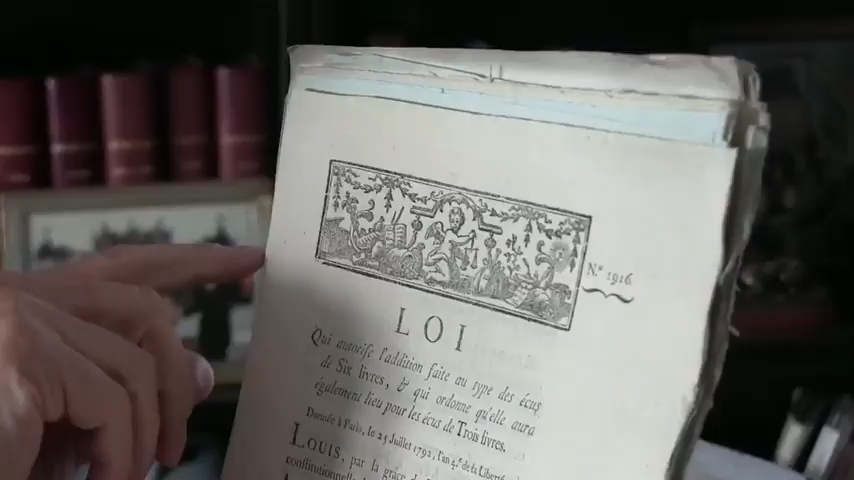 N.° 1916.
LOI
Qui autorise l'addition faite au type des écus
de Six livres, & qui ordonne qu'elle aura
également lieu pour les écus de Trois livres.
Donnée à Paris, le 25 Juillet 1792, l'an 4.e de la Liberté.
LOUIS, par la grâce de
constitutionnelle